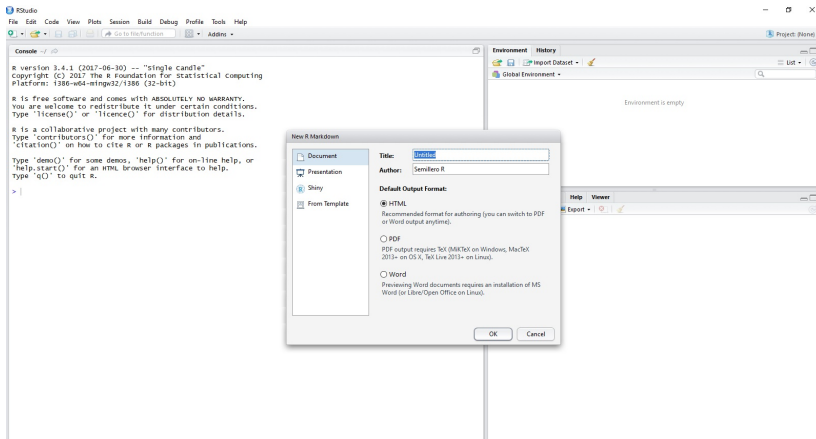 RStudio
File Edit Code View Plots Session Build Debug Profile Tools Help
Go to file/function Addins
Project: (None)
Console ~/
R version 3.4.1 (2017-06-30) -- "Single Candle"
Copyright (C) 2017 The R Foundation for Statistical Computing
Platform: i386-w64-mingw32/i386 (32-bit)
R is free software and comes with ABSOLUTELY NO WARRANTY.
You are welcome to redistribute it under certain conditions.
Type 'license()' or 'licence()' for distribution details.
R is a collaborative project with many contributors.
Type 'contributors()' for more information and
'citation()' on how to cite R or R packages in publications.
Type 'demo()' for some demos, 'help()' for on-line help, or
'help.start()' for an HTML browser interface to help.
Type 'q()' to quit R.
>
Environment History
Import Dataset
List
Global Environment
Environment is empty
Help Viewer
Export
New R Markdown
Document
Presentation
Shiny
From Template
Title: Untitled
Author: Semillero R
Default Output Format:
HTML
Recommended format for authoring (you can switch to PDF
or Word output anytime).
PDF
PDF output requires TeX (MiKTeX on Windows, MacTeX
2013+ on OS X, TeX Live 2013+ on Linux).
Word
Previewing Word documents requires an installation of MS
Word (or Libre/Open Office on Linux).
OK Cancel